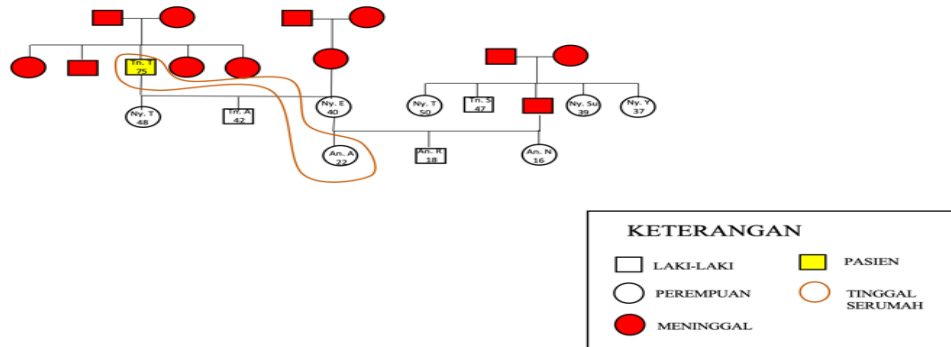 Tn. T
75
Ny. T
48
Tn. A
42
Ny. E
40
Ny. T
50
Tn. S
47
Ny. Su
39
Ny. Y
37
An. A
22
An. R
18
An. N
16
KETERANGAN
LAKI-LAKI
PASIEN
PEREMPUAN
TINGGAL
SERUMAH
MENINGGAL